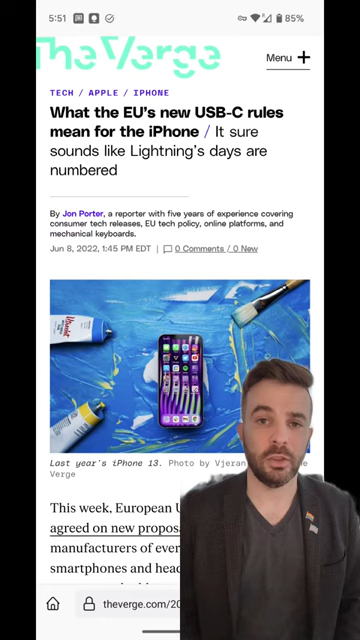 5:51
85%
The Verge
Menu
TECH / APPLE / IPHONE
What the EU's new USB-C rules
mean for the iPhone / It sure
sounds like Lightning's days are
numbered
By Jon Porter, a reporter with five years of experience covering
consumer tech releases, EU tech policy, online platforms, and
mechanical keyboards.
Jun 8, 2022, 1:45 PM EDT | 0 Comments / 0 New
Last year's iPhone 13. Photo by Vjeran
e
Verge
This week, European U
agreed on new propos
manufacturers of ever
smartphones and head
theverge.com/20